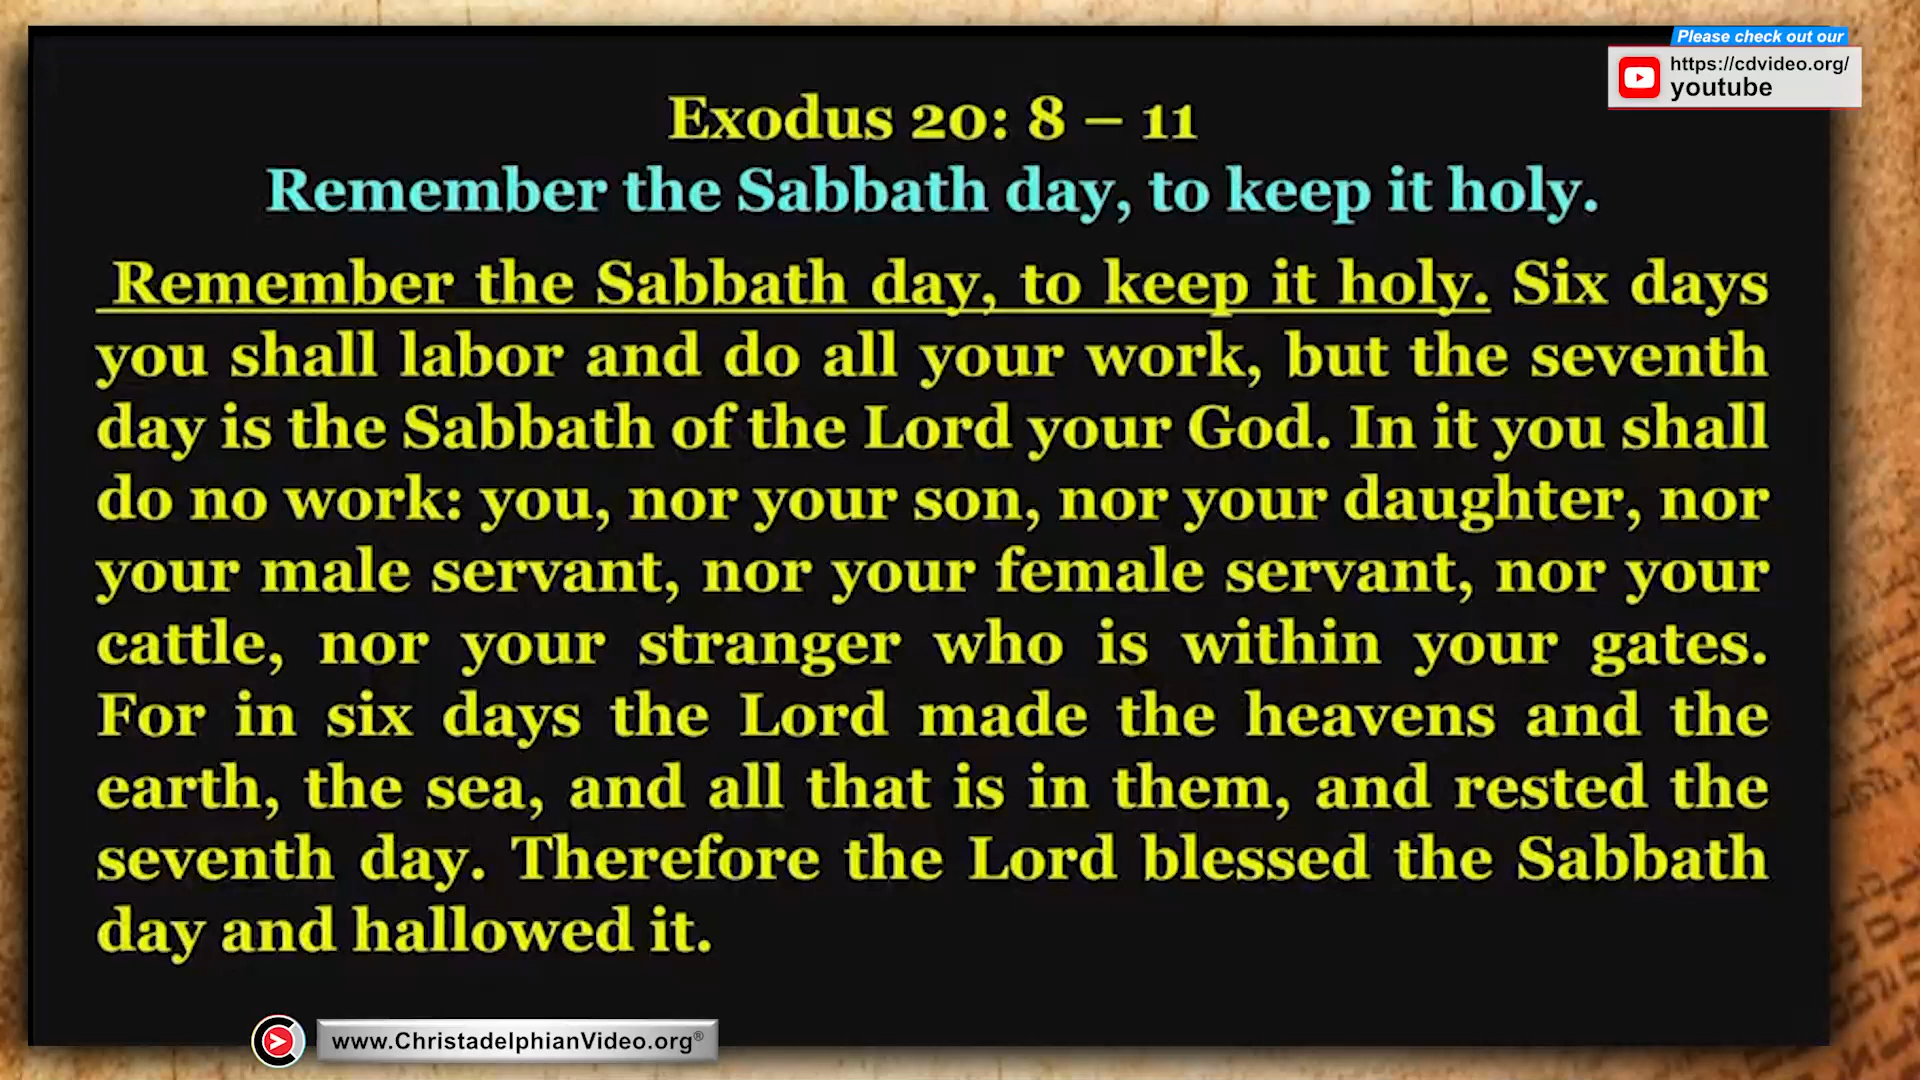 Please check out our
https://cdvideo.org/
youtube
Exodus 20: 8 – 11
Remember the Sabbath day, to keep it holy.
Remember the Sabbath day, to keep it holy. Six days
you shall labor and do all your work, but the seventh
day is the Sabbath of the Lord your God. In it you shall
do no work: you, nor your son, nor your daughter, nor
your male servant, nor your female servant, nor your
cattle, nor your stranger who is within your gates.
For in six days the Lord made the heavens and the
earth, the sea, and all that is in them, and rested the
seventh day. Therefore the Lord blessed the Sabbath
day and hallowed it.
www.ChristadelphianVideo.org®